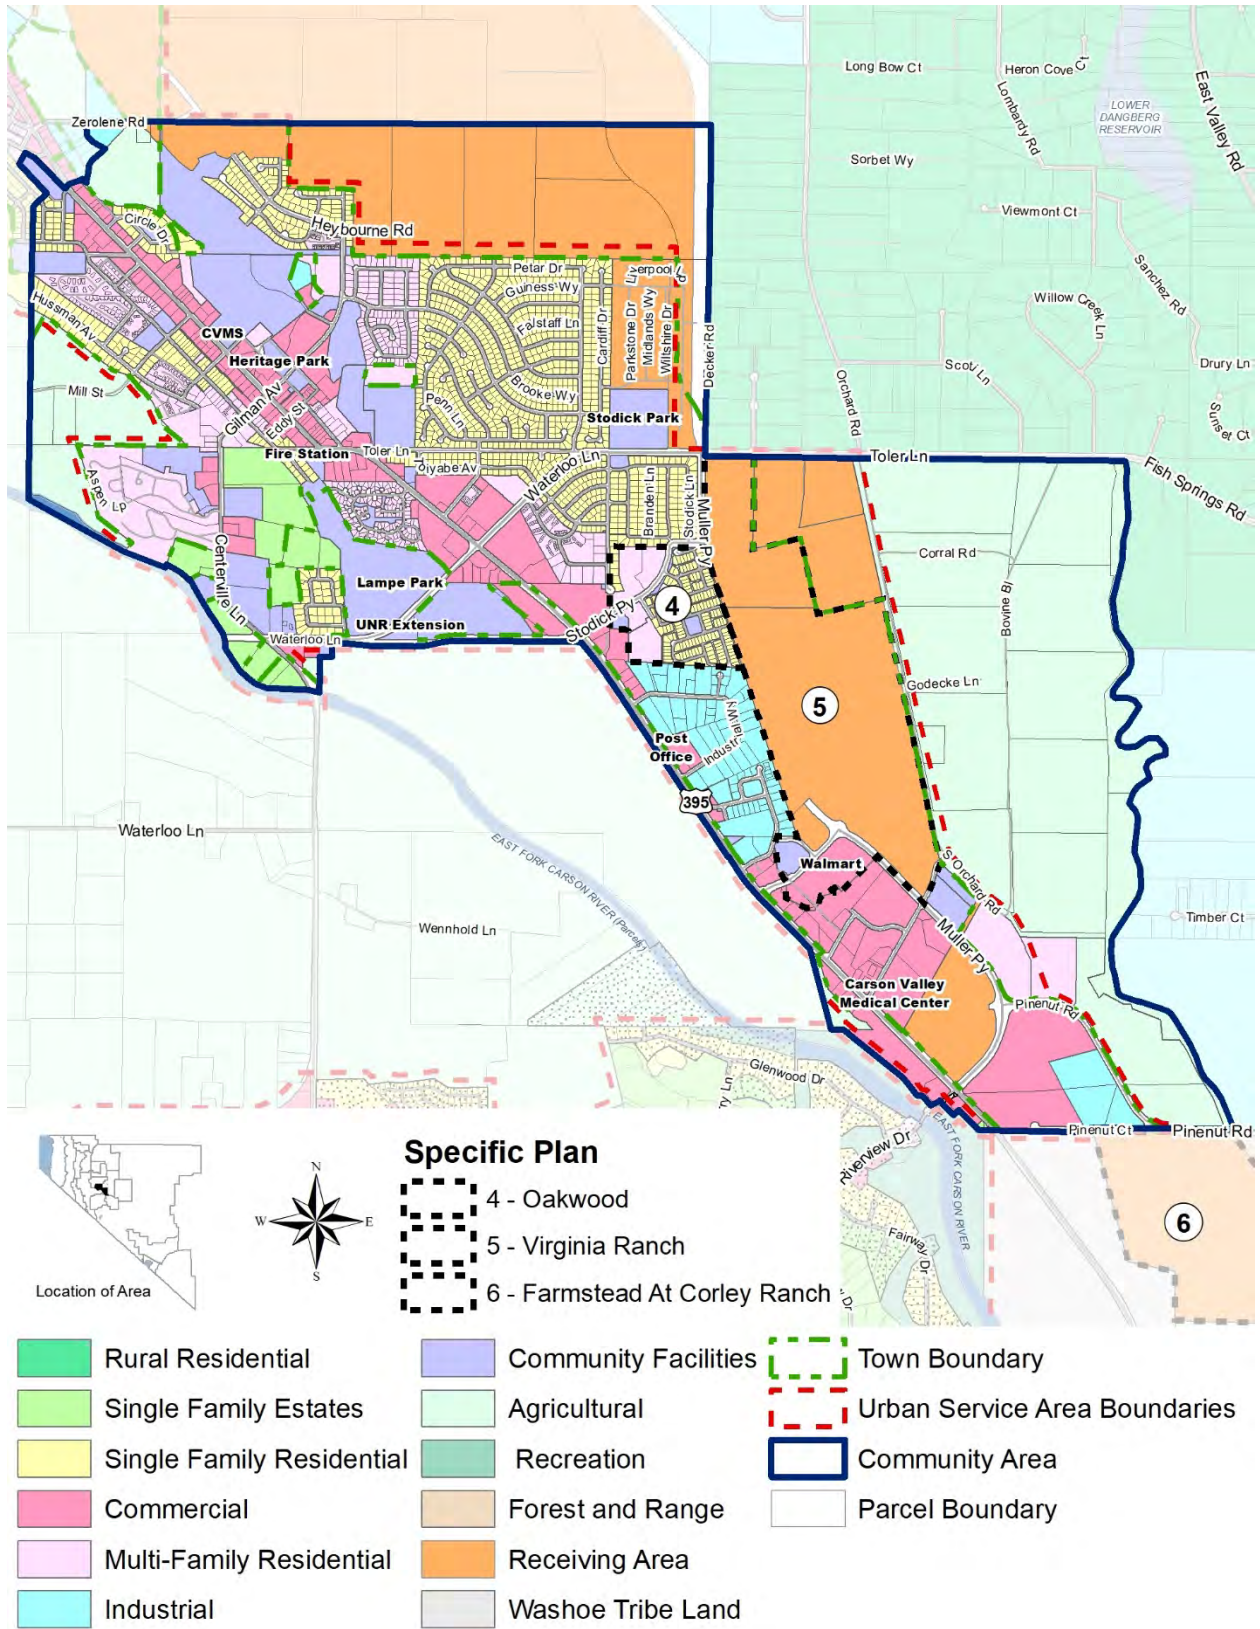 Long Bow Ct
Heron Cove Ct
Lombardy Rd
East Valley Rd
LOWER
DANGBERG
RESERVOIR
Zerolene Rd
Sorbet Wy
Circle Dr
Heybourne Rd
Viewmont Ct
Sanchez Rd
Petar Dr
Liverpool Lp
Guiness Wy
Hussman Av
Falstaff Ln
Cardiff Dr
Parkstone Dr
Midlands Wy
Wiltshire Dr
Decker Rd
Willow Creek Ln
CVMS
Heritage Park
Mill St
Gilman Av
Eddy St
Penn Ln
Brooke Wy
Stodick Park
Orchard Rd
Scott Ln
Drury Ln
Sunset Ct
Fire Station
Toler Ln
Toiyabe Av
Waterloo Ln
Toler Ln
Fish Springs Rd
Aspen Lp
Branden Ln
Stodick Ln
Muller Py
Corral Rd
Bovine Bl
Centerville Ln
Lampe Park
4
UNR Extension
Stodick Py
Waterloo Ln
Godecke Ln
5
Post
Office
Industrial Wy
395
Waterloo Ln
EAST FORK CARSON RIVER (Parcels)
Walmart
S Orchard Rd
Wennhold Ln
Muller Py
Timber Ct
Carson Valley
Medical Center
Pinenut Rd
Glenwood Dr
Riverview Dr
EAST FORK CARSON RIVER
Pinenut Ct
Pinenut Rd
Fairway Dr
6
Location of Area
N
W
E
S
Specific Plan
4 - Oakwood
5 - Virginia Ranch
6 - Farmstead At Corley Ranch
Rural Residential
Community Facilities
Town Boundary
Single Family Estates
Agricultural
Urban Service Area Boundaries
Single Family Residential
Recreation
Community Area
Commercial
Forest and Range
Parcel Boundary
Multi-Family Residential
Receiving Area
Industrial
Washoe Tribe Land